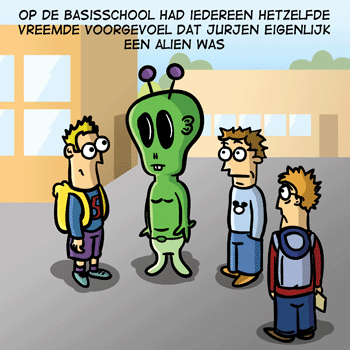 OP DE BASISSCHOOL HAD IEDEREEN HETZELFDE
VREEMDE VOORGEVOEL DAT JURJEN EIGENLIJK
EEN ALIEN WAS